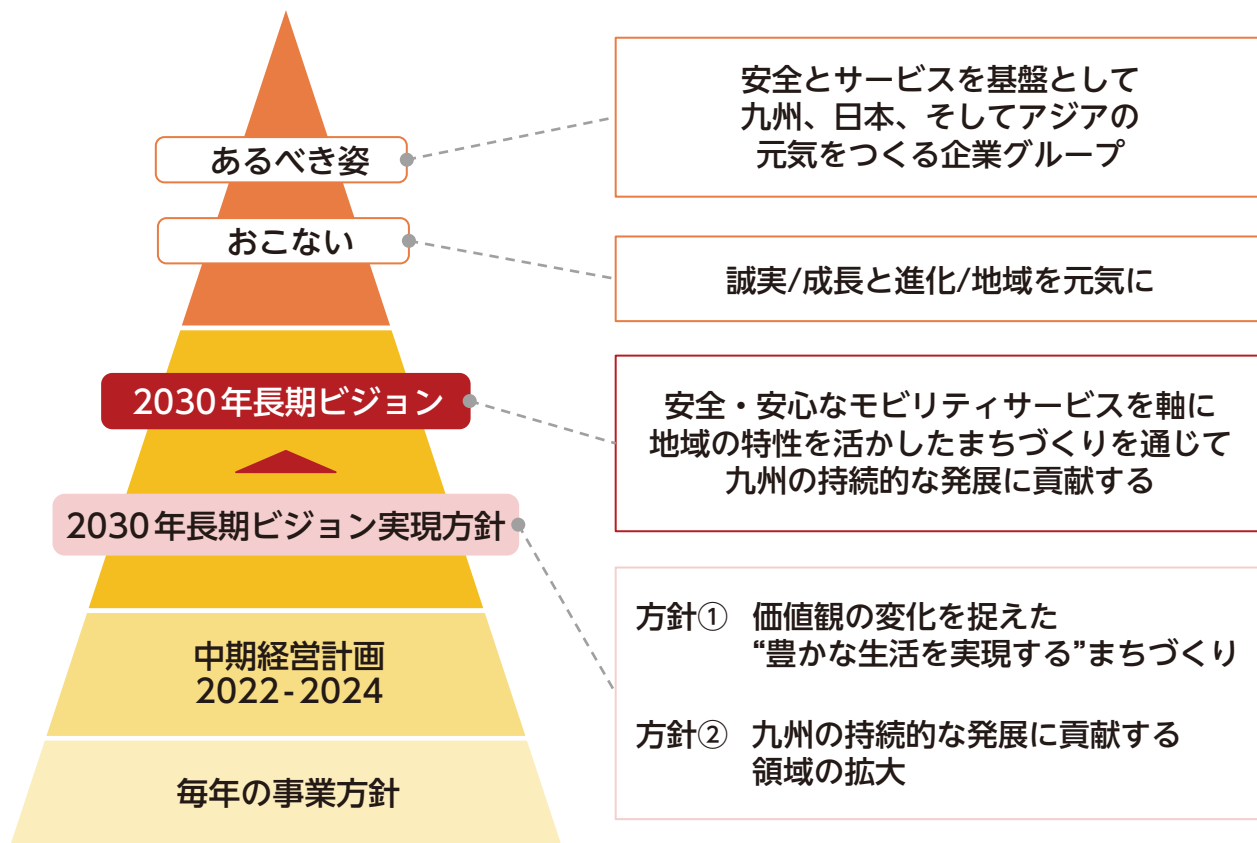 あるべき姿
安全とサービスを基盤として
九州、日本、そしてアジアの
元気をつくる企業グループ
おこない
誠実/成長と進化/地域を元気に
2030年長期ビジョン
安全・安心なモビリティサービスを軸に
地域の特性を活かしたまちづくりを通じて
九州の持続的な発展に貢献する
2030年長期ビジョン実現方針
方針① 価値観の変化を捉えた
“豊かな生活を実現する”まちづくり
方針② 九州の持続的な発展に貢献する
領域の拡大
中期経営計画
2022-2024
毎年の事業方針